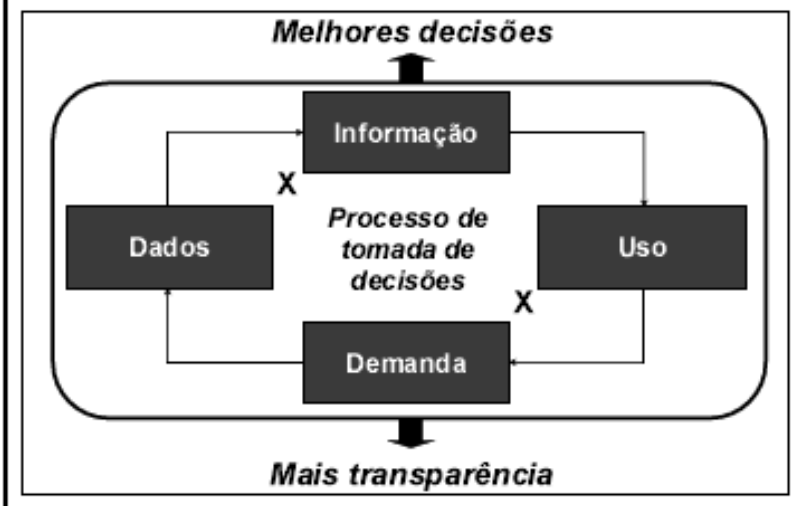 Melhores decisões
Informação
X
Dados
Processo de
tomada de
decisões
Uso
X
Demanda
Mais transparência